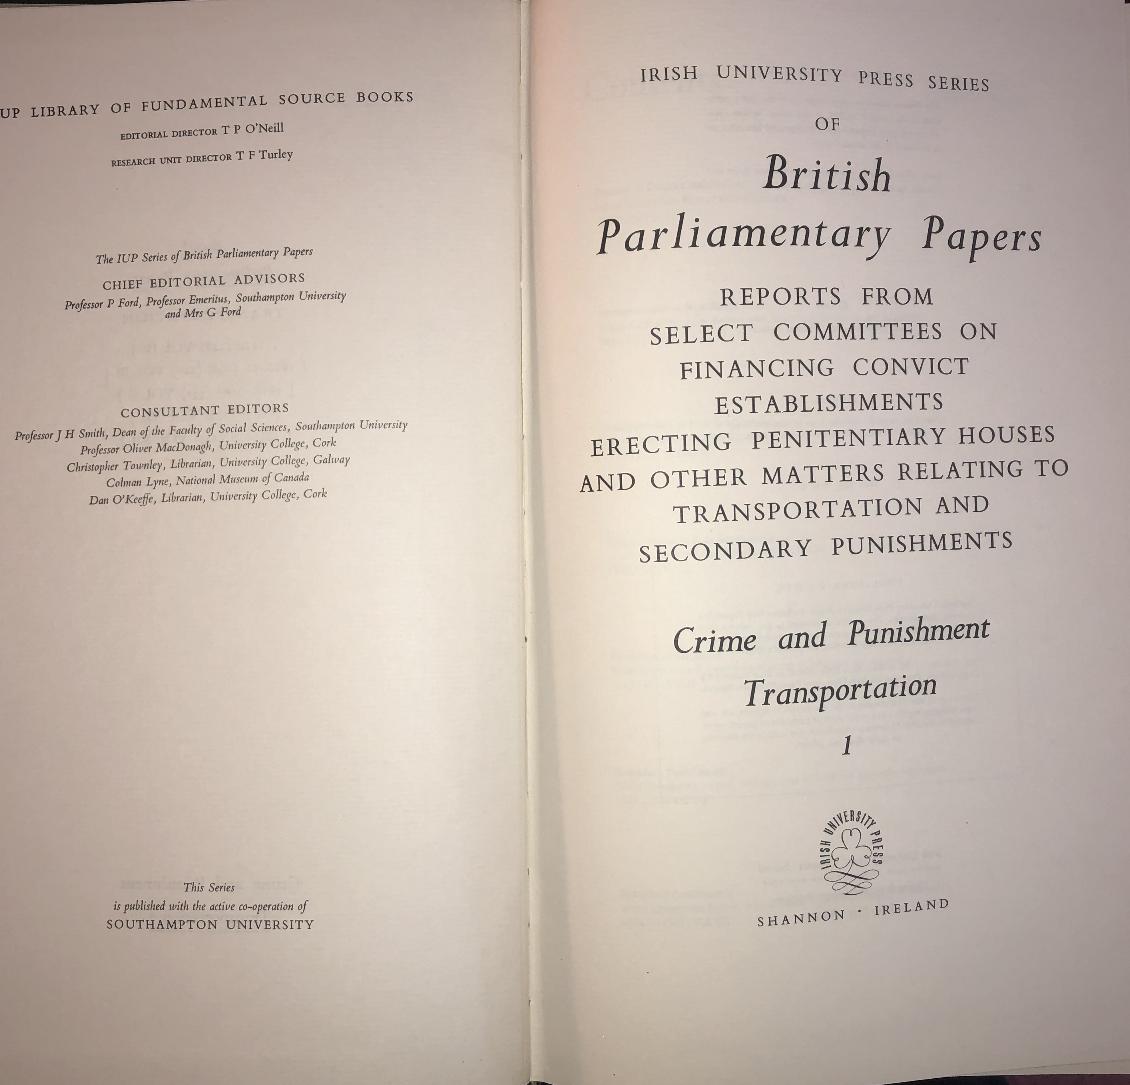 UP LIBRARY OF FUNDAMENTAL SOURCE BOOKS
EDITORIAL DIRECTOR T P O'Neill
RESEARCH UNIT DIRECTOR T F Turley
The IUP Series of British Parliamentary Papers
CHIEF EDITORIAL ADVISORS
Professor P Ford, Professor Emeritus, Southampton University
and Mrs G Ford
CONSULTANT EDITORS
Professor J H Smith, Dean of the Faculty of Social Sciences, Southampton University
Professor Oliver MacDonagh, University College, Cork
Christopher Townley, Librarian, University College, Galway
Colman Lyne, National Museum of Canada
Dan O'Keeffe, Librarian, University College, Cork
This Series
is published with the active co-operation of
SOUTHAMPTON UNIVERSITY
IRISH UNIVERSITY PRESS SERIES
OF
British
Parliamentary Papers
REPORTS FROM
SELECT COMMITTEES ON
FINANCING CONVICT
ESTABLISHMENTS
ERECTING PENITENTIARY HOUSES
AND OTHER MATTERS RELATING TO
TRANSPORTATION AND
SECONDARY PUNISHMENTS
Crime and Punishment
Transportation
1
IRISH UNIVERSITY PRESS
SHANNON · IRELAND